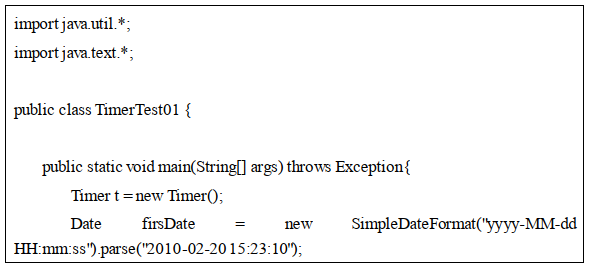 import java.util.*;
import java.text.*;
public class TimerTest01 {
public static void main(String[] args) throws Exception{
Timer t = new Timer();
Date firsDate = new SimpleDateFormat("yyyy-MM-dd
HH:mm:ss").parse("2010-02-20 15:23:10");